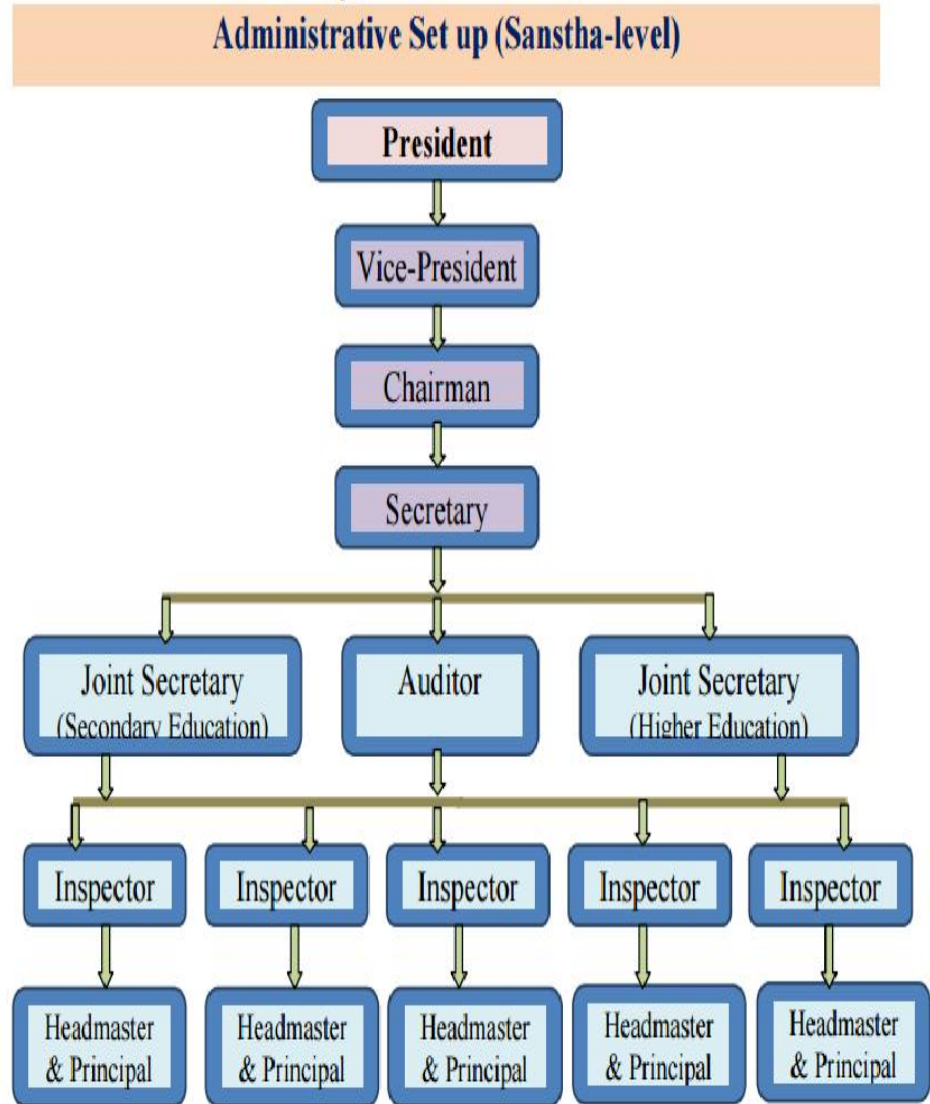 Administrative Set up (Sanstha-level)
President
Vice-President
Chairman
Secretary
Joint Secretary
(Secondary Education)
Auditor
Joint Secretary
(Higher Education)
Inspector
Inspector
Inspector
Inspector
Inspector
Headmaster
& Principal
Headmaster
& Principal
Headmaster
& Principal
Headmaster
& Principal
Headmaster
& Principal